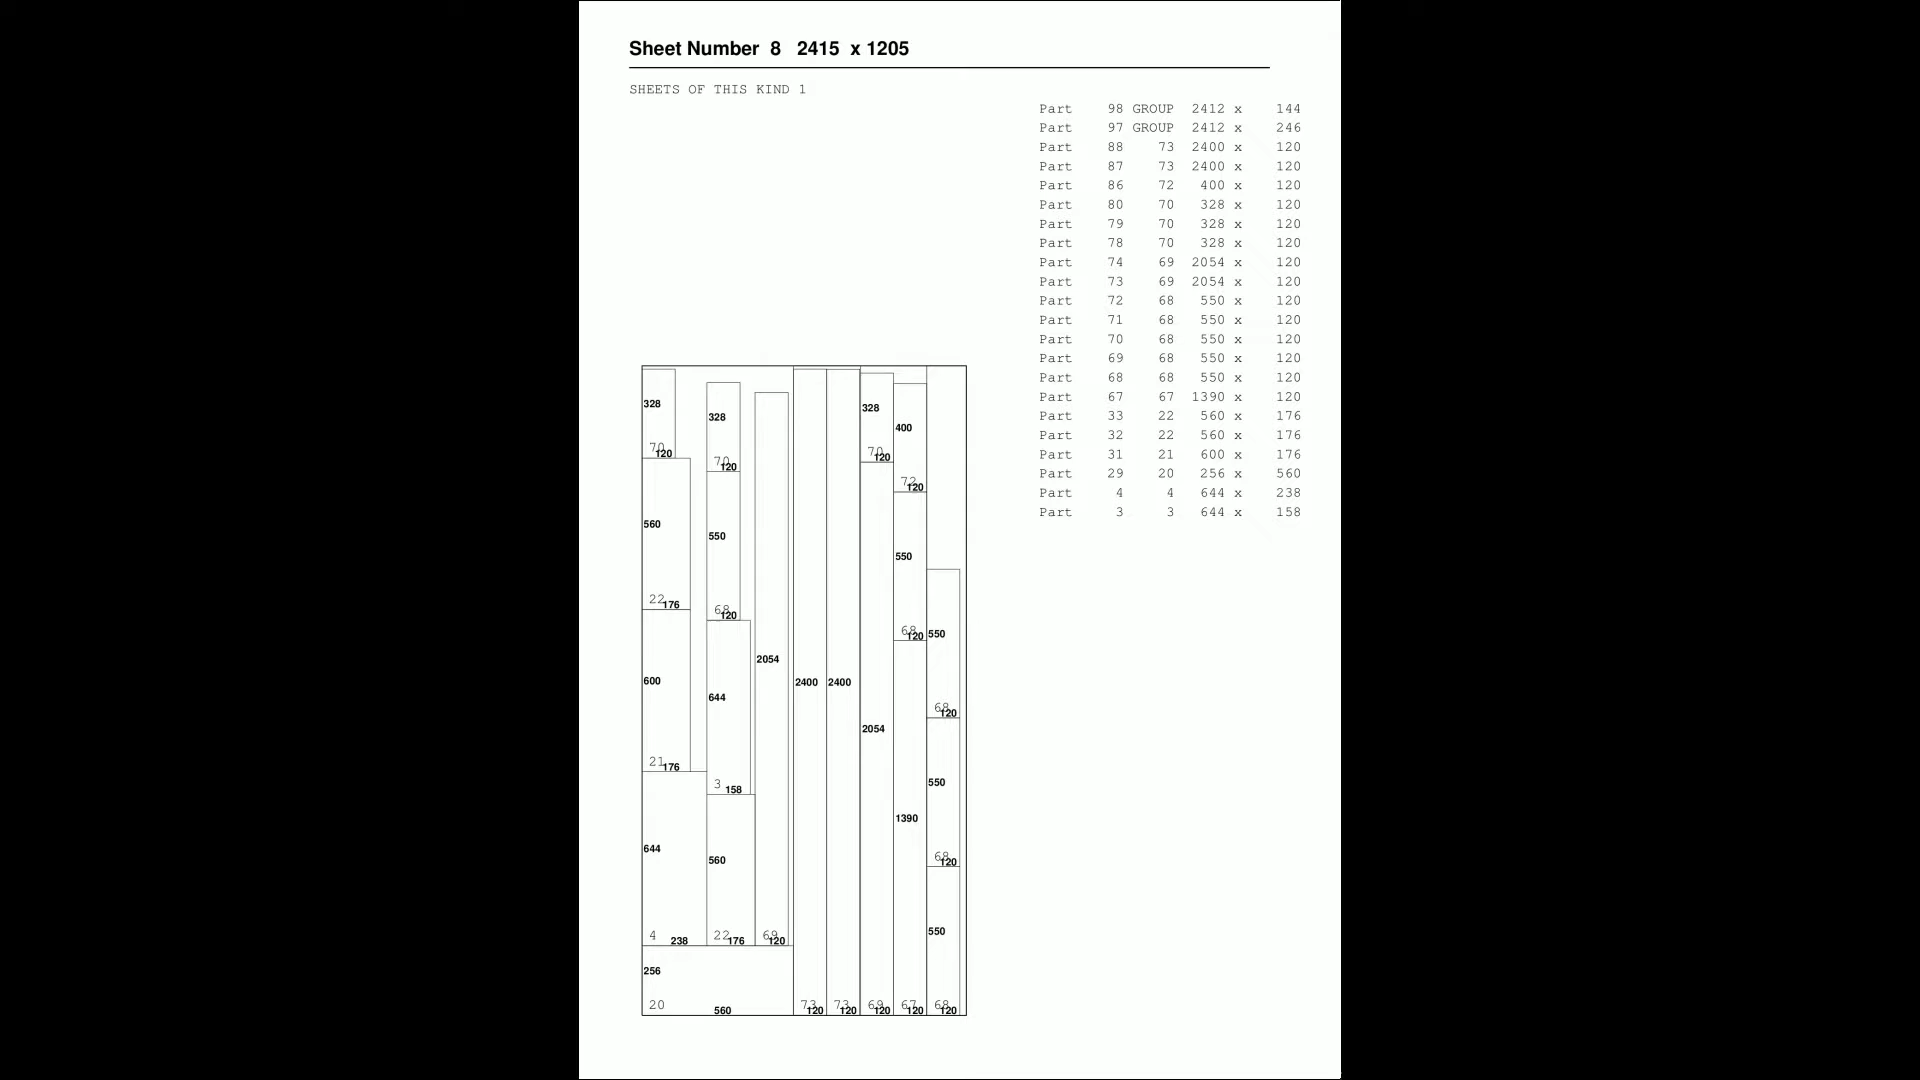 Sheet Number 8 2415 x 1205
SHEETS OF THIS KIND 1
Part 98 GROUP 2412 x 144
Part 97 GROUP 2412 x 246
Part 88 73 2400 x 120
Part 87 73 2400 x 120
Part 86 72 400 x 120
Part 80 70 328 x 120
Part 79 70 328 x 120
Part 78 70 328 x 120
Part 74 69 2054 x 120
Part 73 69 2054 x 120
Part 72 68 550 x 120
Part 71 68 550 x 120
Part 70 68 550 x 120
Part 69 68 550 x 120
Part 68 68 550 x 120
Part 67 67 1390 x 120
Part 33 22 560 x 176
Part 32 22 560 x 176
Part 31 21 600 x 176
Part 29 20 256 x 560
Part 4 4 644 x 238
Part 3 3 644 x 158
328
70 120
560
22 176
600
21 176
644
4 238
256
20 560
328
70 120
550
68 120
644
3 158
560
22 176
2054
69 120
2400
73 120
2400
73 120
328
70 120
2054
69 120
400
72 120
550
68 120
1390
67 120
550
68 120
550
68 120
550
68 120